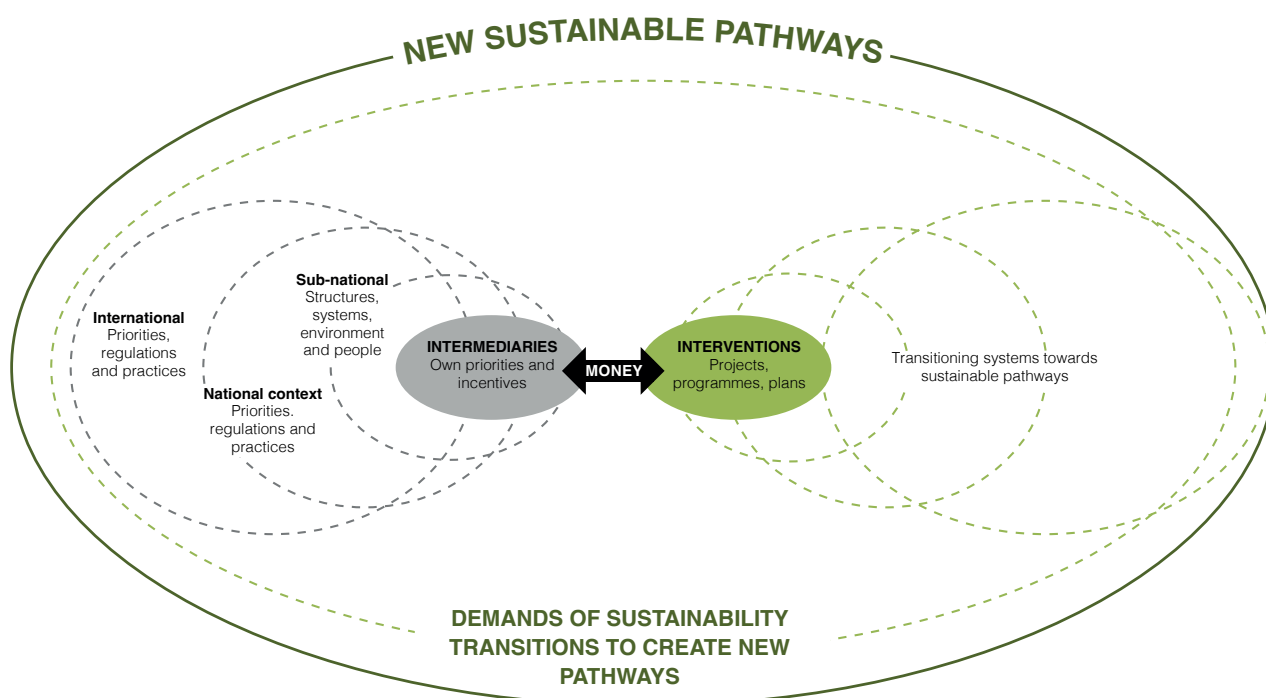 NEW SUSTAINABLE PATHWAYS
Sub-national
Structures,
systems,
environment
and people
International
Priorities,
regulations
and practices
National context
Priorities.
regulations and
practices
INTERMEDIARIES
Own priorities and
incentives
MONEY
INTERVENTIONS
Projects,
programmes, plans
Transitioning systems towards
sustainable pathways
DEMANDS OF SUSTAINABILITY
TRANSITIONS TO CREATE NEW
PATHWAYS